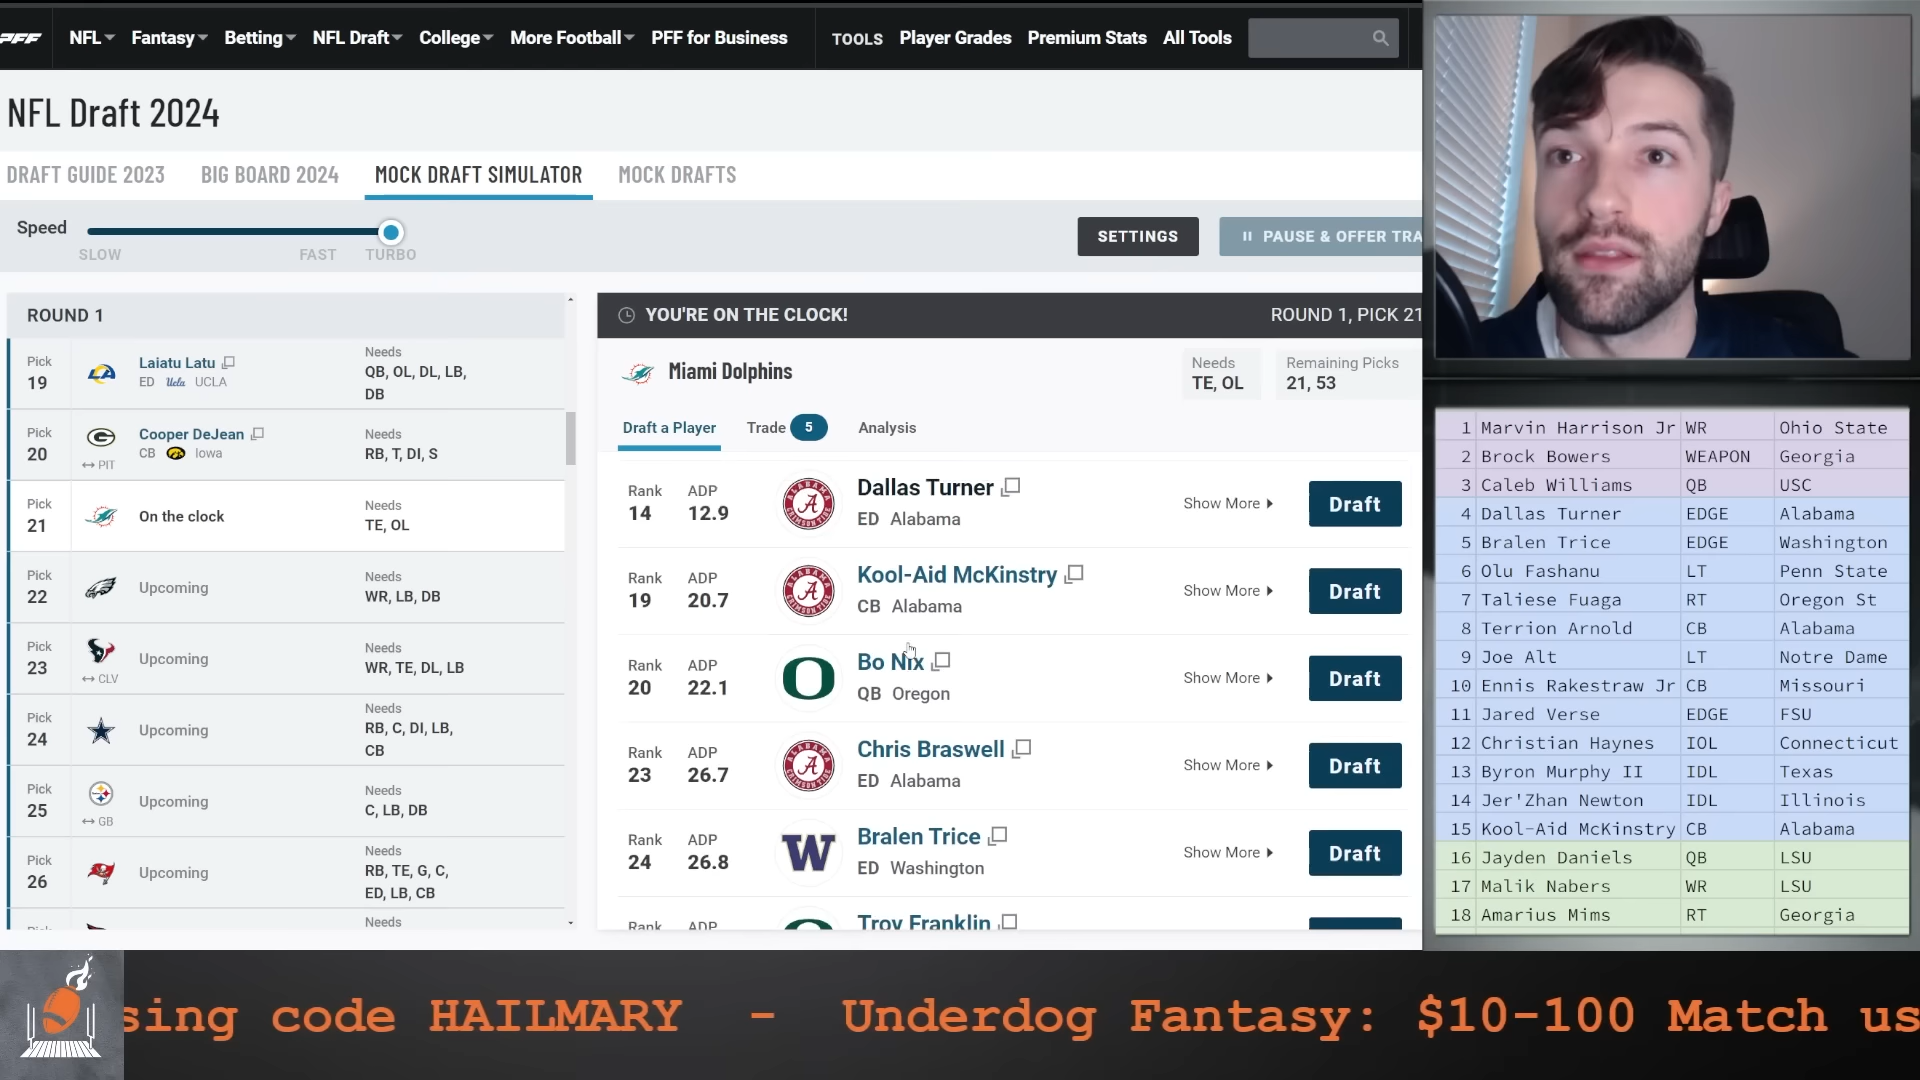 PFF NFL Fantasy Betting NFL Draft College More Football PFF for Business TOOLS Player Grades Premium Stats All Tools
NFL Draft 2024
DRAFT GUIDE 2023 BIG BOARD 2024 MOCK DRAFT SIMULATOR MOCK DRAFTS
Speed
SLOW FAST TURBO
SETTINGS
PAUSE & OFFER TRA
ROUND 1
Pick 19
Laiatu Latu
ED Ucla UCLA
Needs
QB, OL, DL, LB,
DB
Pick 20
↔ PIT
Cooper DeJean
CB Iowa
Needs
RB, T, DI, S
Pick 21
On the clock
Needs
TE, OL
Pick 22
Upcoming
Needs
WR, LB, DB
Pick 23
↔ CLV
Upcoming
Needs
WR, TE, DL, LB
Pick 24
Upcoming
Needs
RB, C, DI, LB,
CB
Pick 25
↔ GB
Upcoming
Needs
C, LB, DB
Pick 26
Upcoming
Needs
RB, TE, G, C,
ED, LB, CB
Needs
YOU'RE ON THE CLOCK! ROUND 1, PICK 21
Miami Dolphins
Needs
TE, OL
Remaining Picks
21, 53
Draft a Player Trade 5 Analysis
Rank 14 ADP 12.9
Dallas Turner
ED Alabama
Show More Draft
Rank 19 ADP 20.7
Kool-Aid McKinstry
CB Alabama
Show More Draft
Rank 20 ADP 22.1
Bo Nix
QB Oregon
Show More Draft
Rank 23 ADP 26.7
Chris Braswell
ED Alabama
Show More Draft
Rank 24 ADP 26.8
Bralen Trice
ED Washington
Show More Draft
Rank ADP
Troy Franklin
1 Marvin Harrison Jr WR Ohio State
2 Brock Bowers WEAPON Georgia
3 Caleb Williams QB USC
4 Dallas Turner EDGE Alabama
5 Bralen Trice EDGE Washington
6 Olu Fashanu LT Penn State
7 Taliese Fuaga RT Oregon St
8 Terrion Arnold CB Alabama
9 Joe Alt LT Notre Dame
10 Ennis Rakestraw Jr CB Missouri
11 Jared Verse EDGE FSU
12 Christian Haynes IOL Connecticut
13 Byron Murphy II IDL Texas
14 Jer'Zhan Newton IDL Illinois
15 Kool-Aid McKinstry CB Alabama
16 Jayden Daniels QB LSU
17 Malik Nabers WR LSU
18 Amarius Mims RT Georgia
sing code HAILMARY - Underdog Fantasy: $10-100 Match us